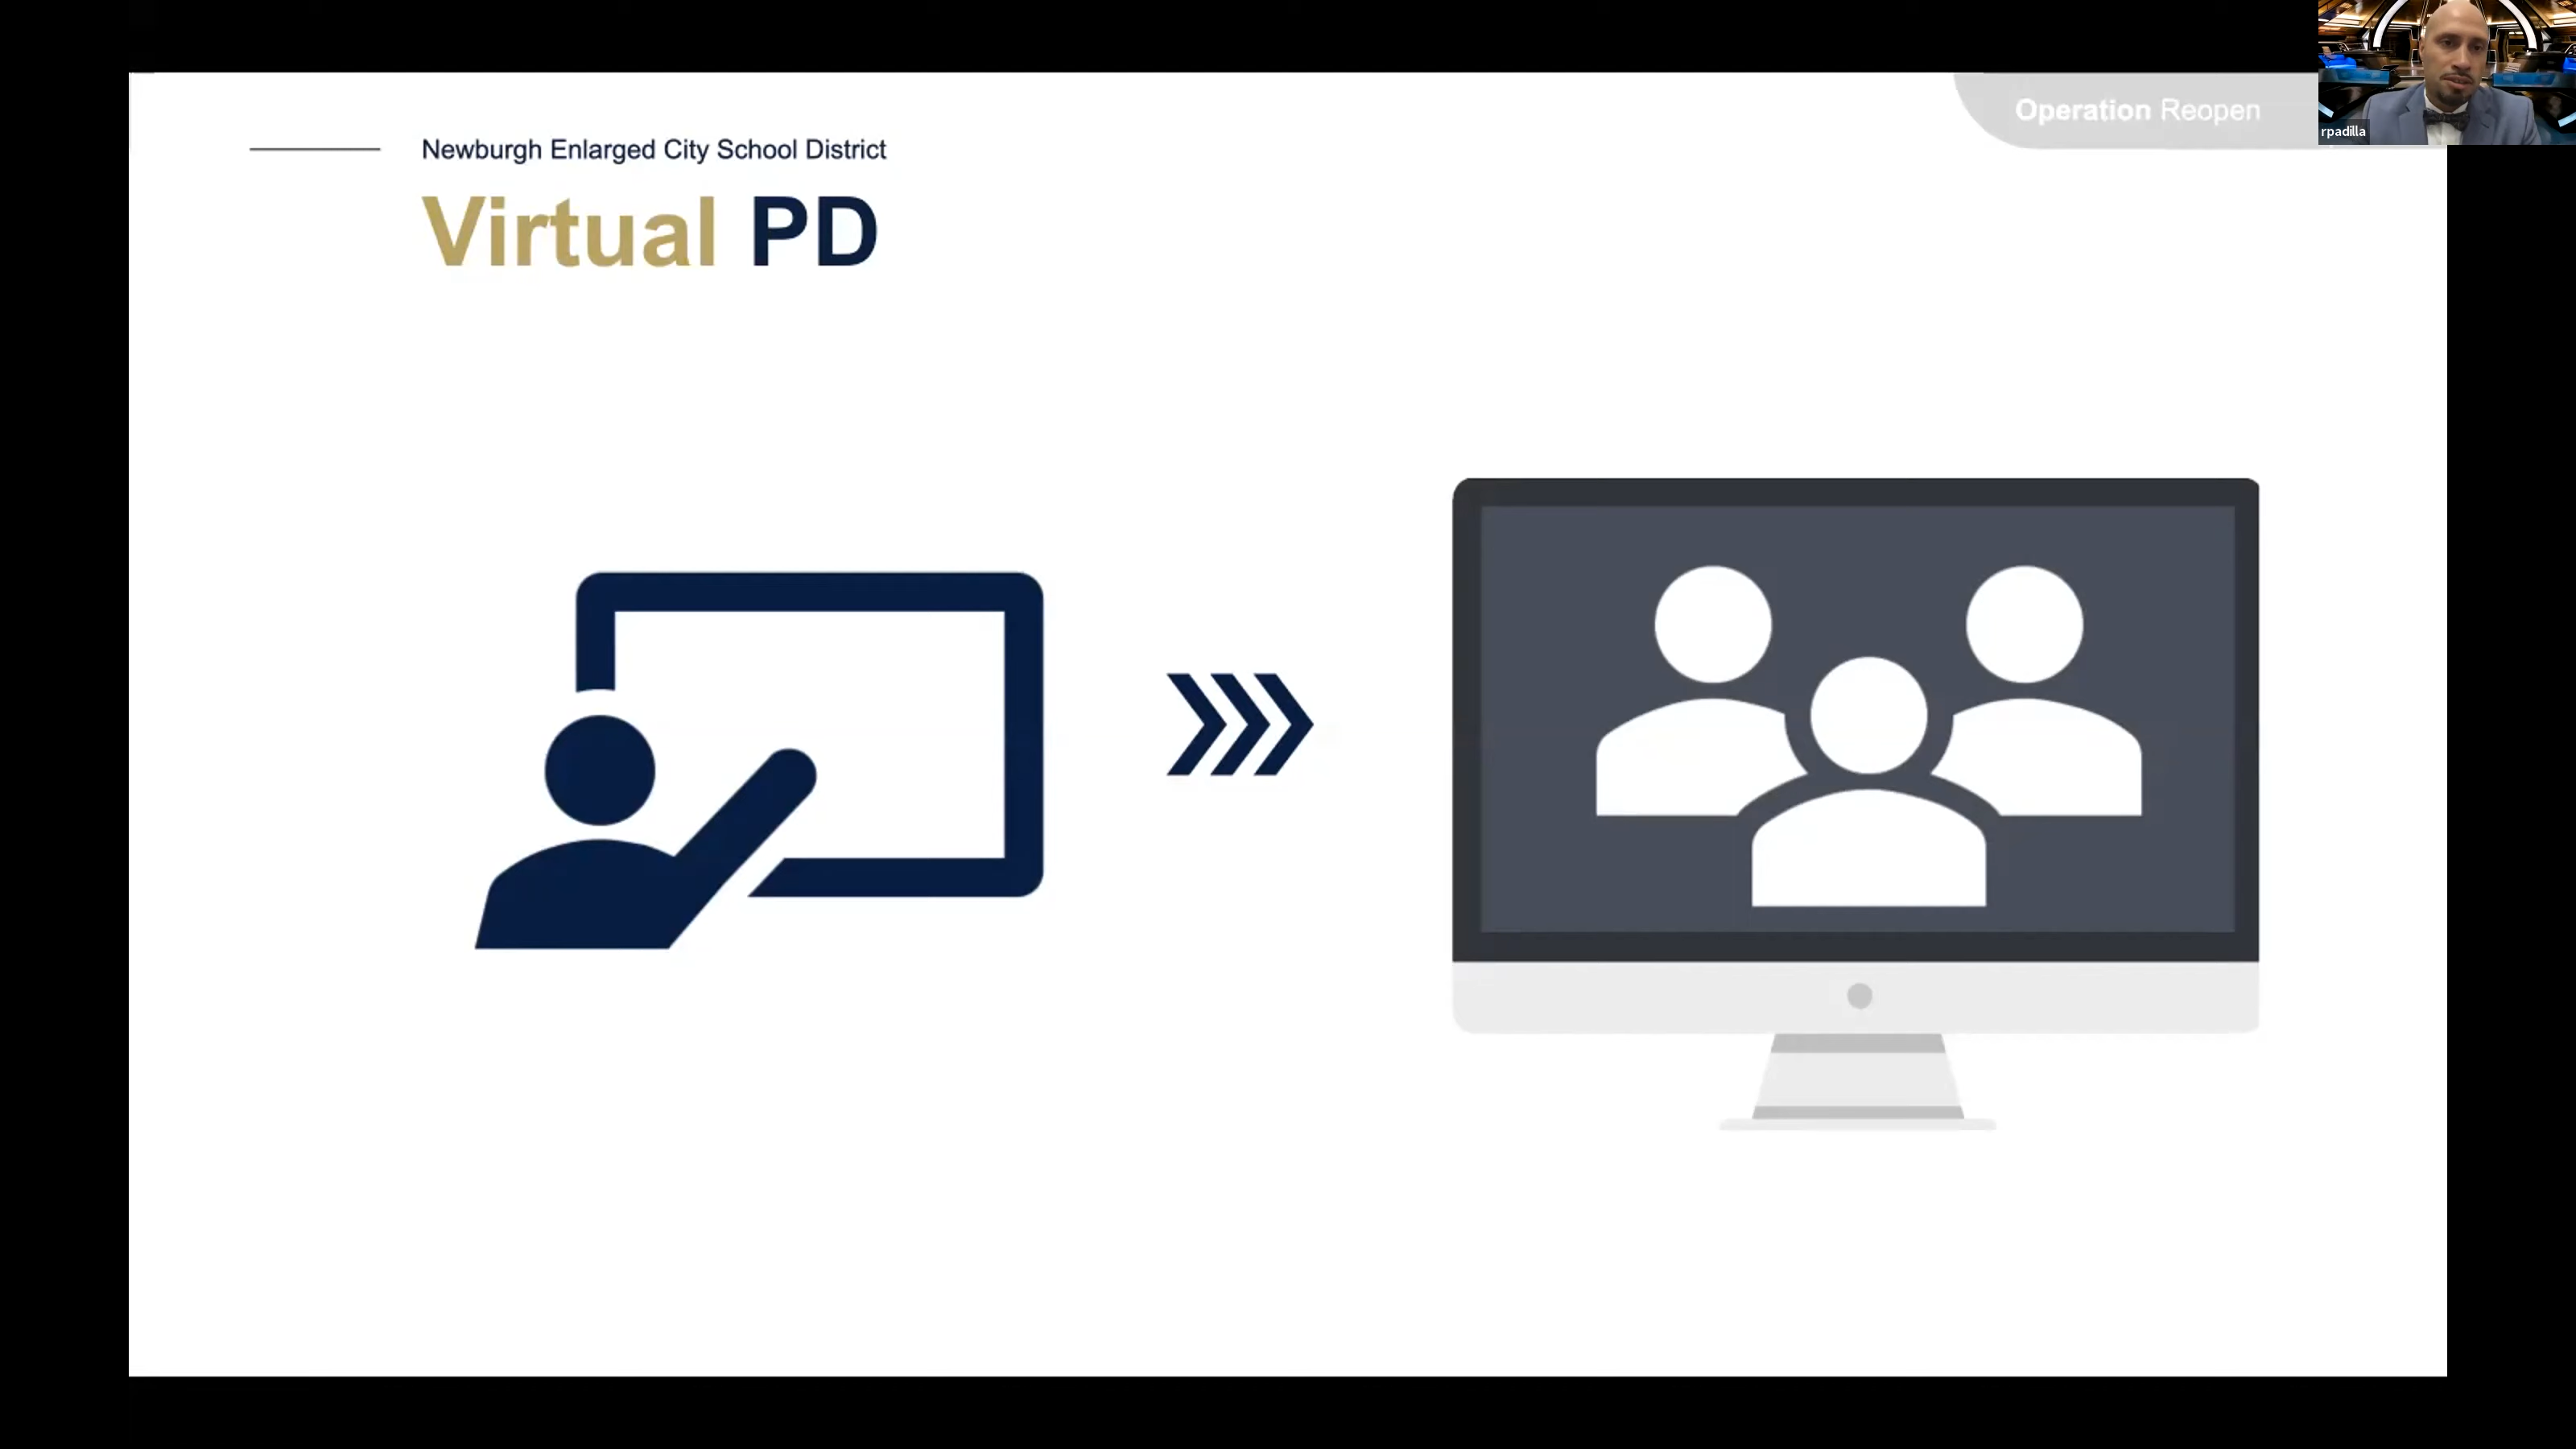 Newburgh Enlarged City School District
Virtual PD
Operation Reopen
rpadilla